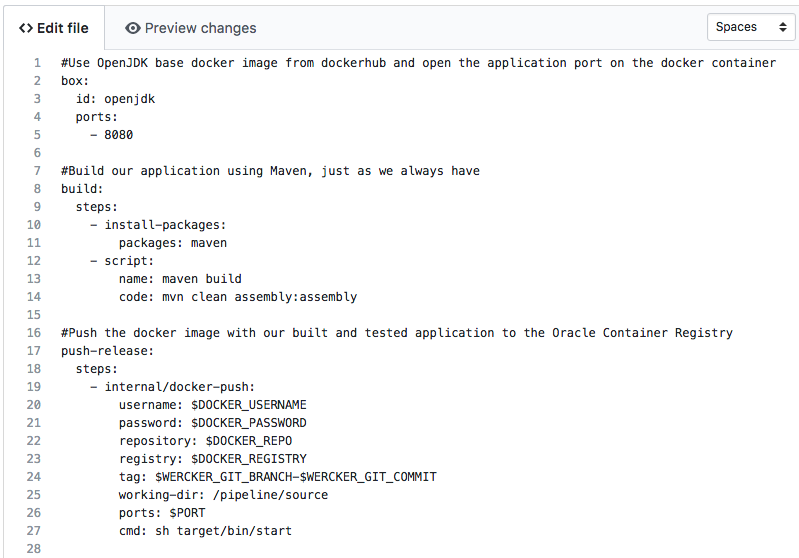 <> Edit file
Preview changes
Spaces
1 #Use OpenJDK base docker image from dockerhub and open the application port on the docker container
2 box:
3   id: openjdk
4   ports:
5     - 8080
6
7 #Build our application using Maven, just as we always have
8 build:
9   steps:
10     - install-packages:
11         packages: maven
12     - script:
13         name: maven build
14         code: mvn clean assembly:assembly
15
16 #Push the docker image with our built and tested application to the Oracle Container Registry
17 push-release:
18   steps:
19     - internal/docker-push:
20         username: $DOCKER_USERNAME
21         password: $DOCKER_PASSWORD
22         repository: $DOCKER_REPO
23         registry: $DOCKER_REGISTRY
24         tag: $WERCKER_GIT_BRANCH-$WERCKER_GIT_COMMIT
25         working-dir: /pipeline/source
26         ports: $PORT
27         cmd: sh target/bin/start
28